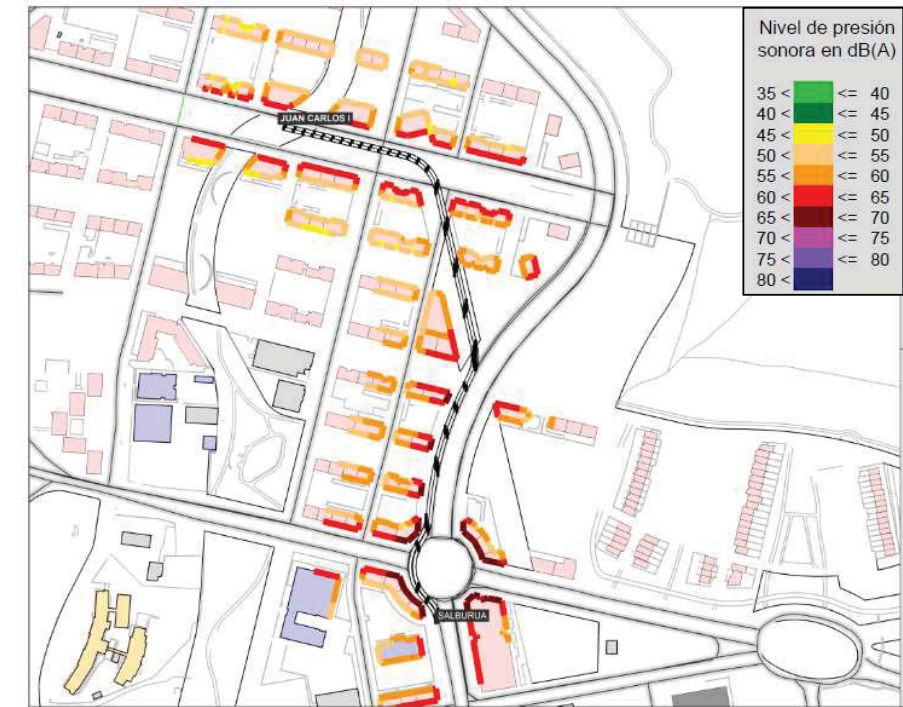 Nivel de presión
sonora en dB(A)
35 < <= 40
40 < <= 45
45 < <= 50
50 < <= 55
55 < <= 60
60 < <= 65
65 < <= 70
70 < <= 75
75 < <= 80
80 <
JUAN CARLOS I
SALBURUA